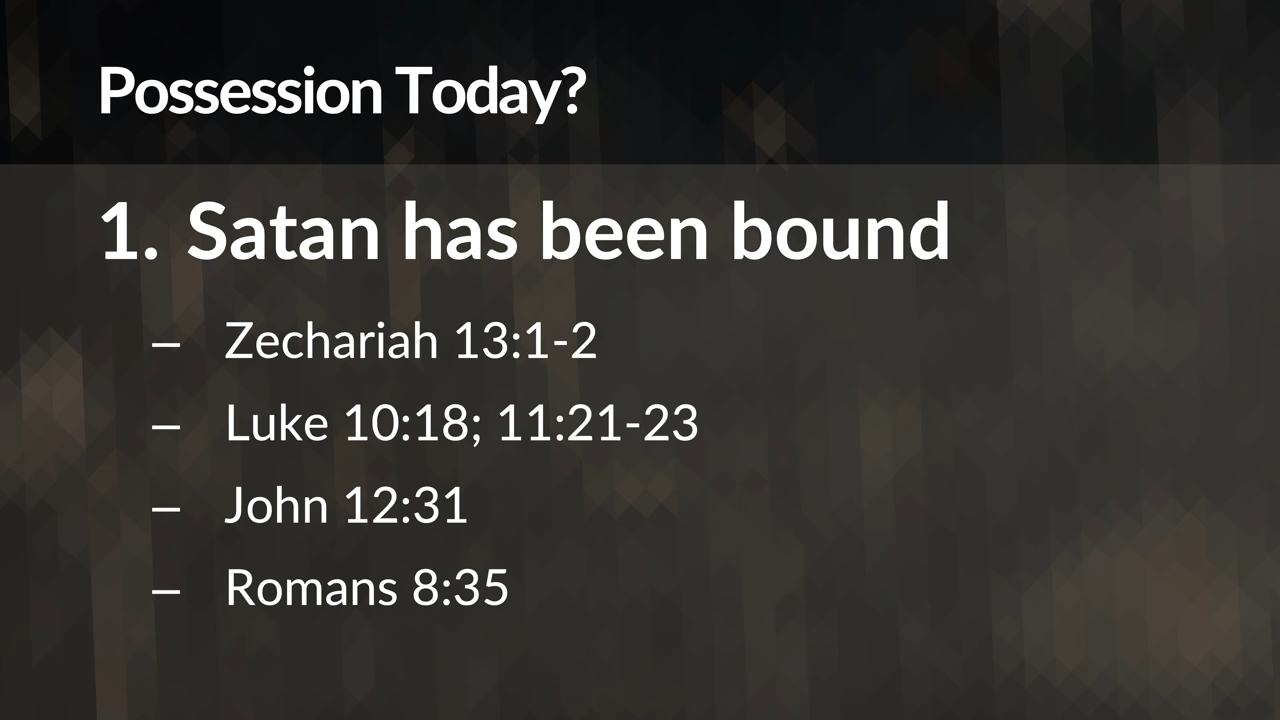 Possession Today?
1. Satan has been bound
– Zechariah 13:1-2
– Luke 10:18; 11:21-23
– John 12:31
– Romans 8:35